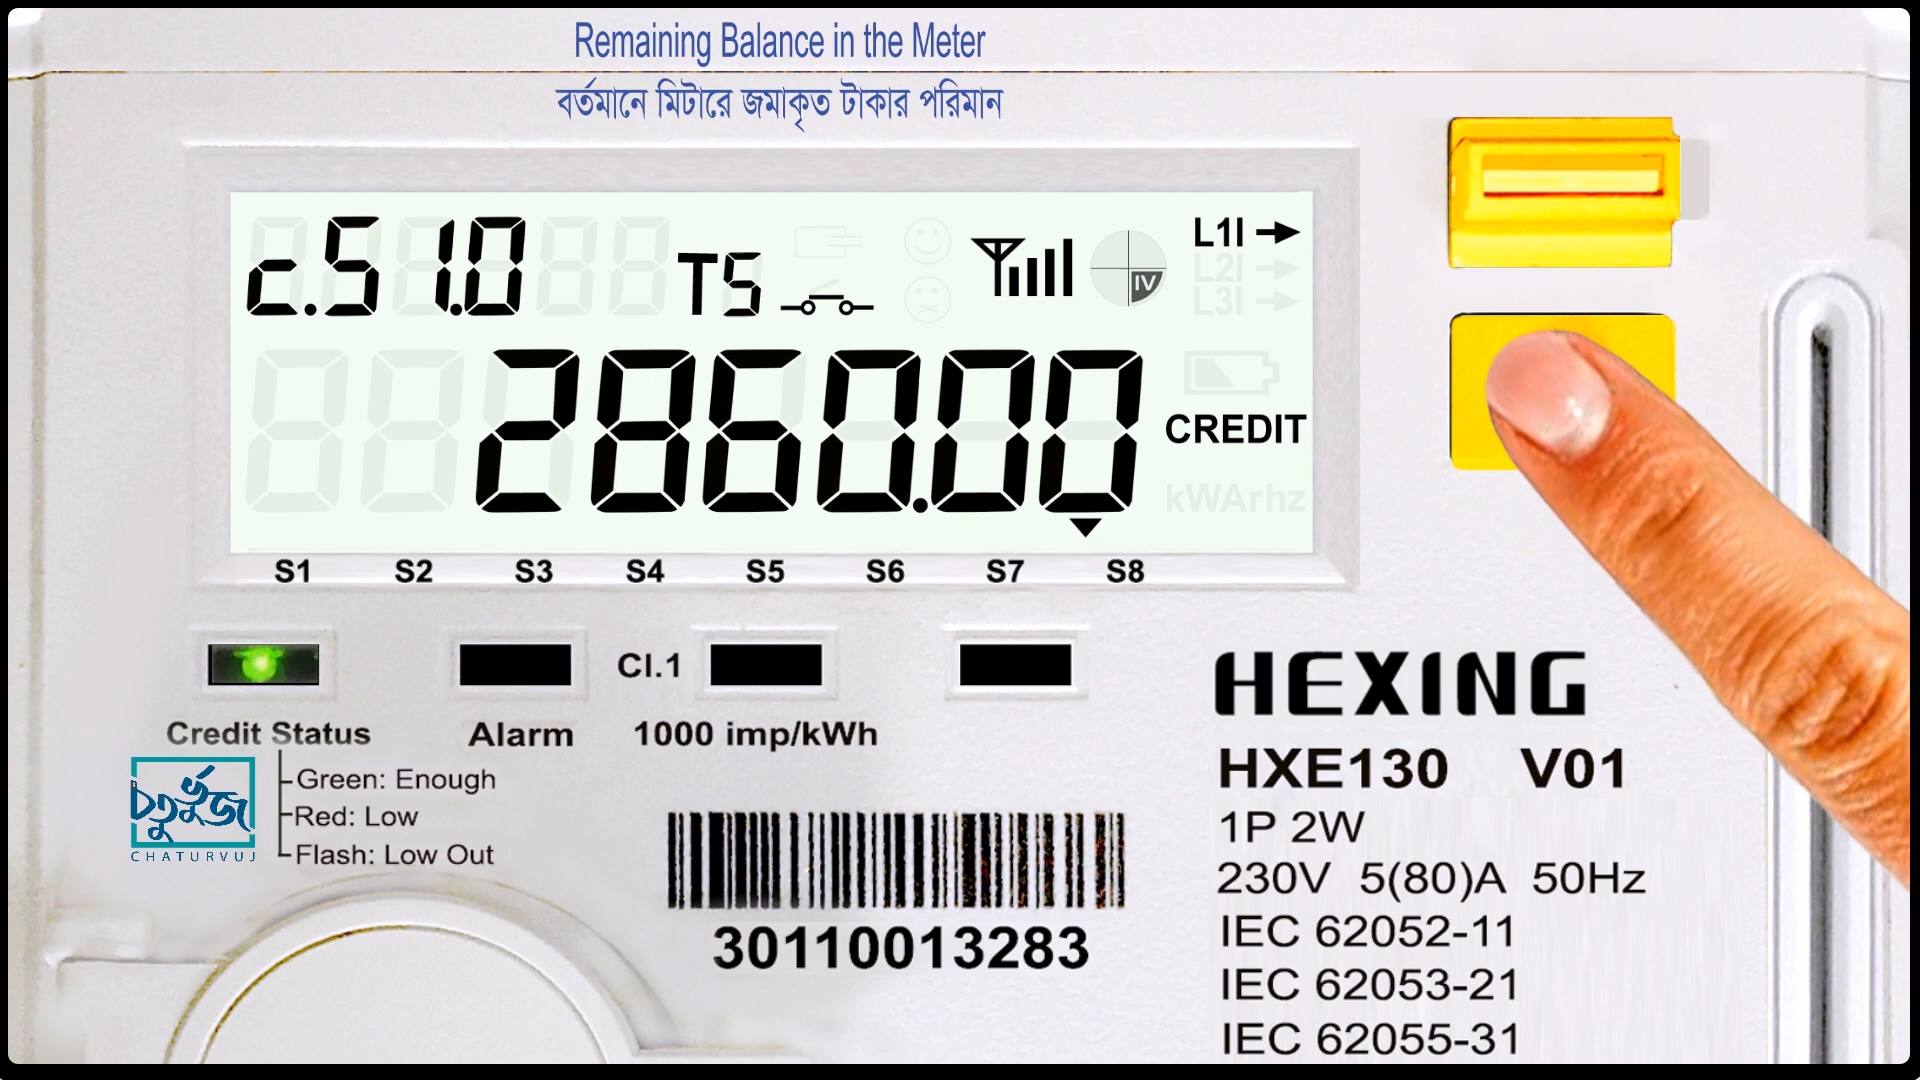 Remaining Balance in the Meter
বর্তমানে মিটারে জমাকৃত টাকার পরিমান
c.51.0 T5 IV L1I
L2I
L3I
2860.00 CREDIT
kWArhz
S1 S2 S3 S4 S5 S6 S7 S8
Cl.1
Credit Status Alarm 1000 imp/kWh
Green: Enough
Red: Low
Flash: Low Out
চতুর্ভুজ
CHATURVUJ
30110013283
HEXING
HXE130 V01
1P 2W
230V 5(80)A 50Hz
IEC 62052-11
IEC 62053-21
IEC 62055-31